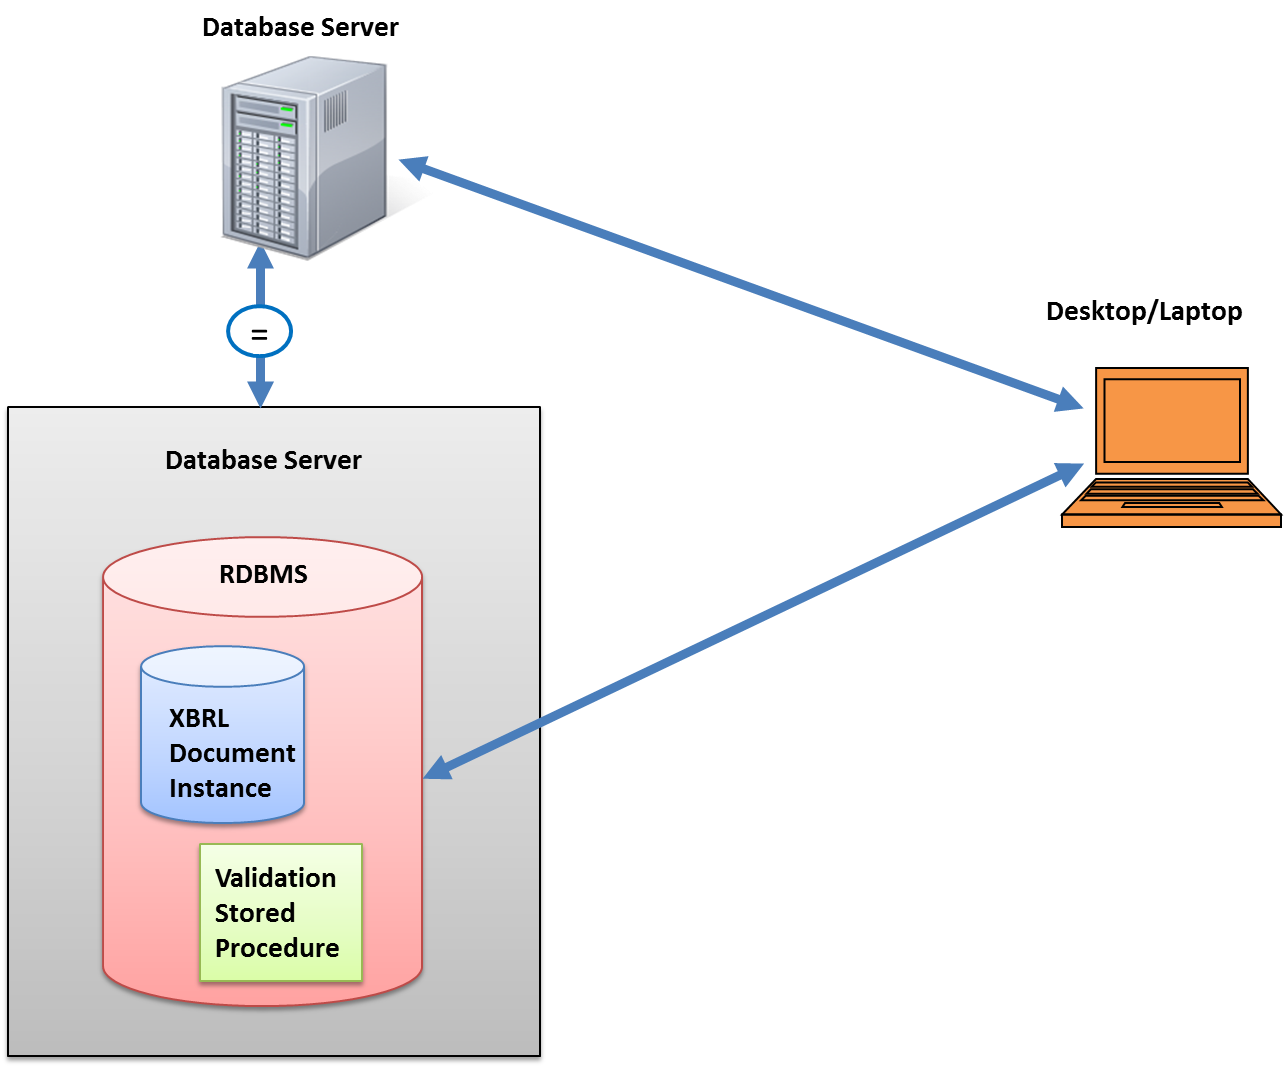 Database Server
=
Desktop/Laptop
Database Server
RDBMS
XBRL
Document
Instance
Validation
Stored
Procedure